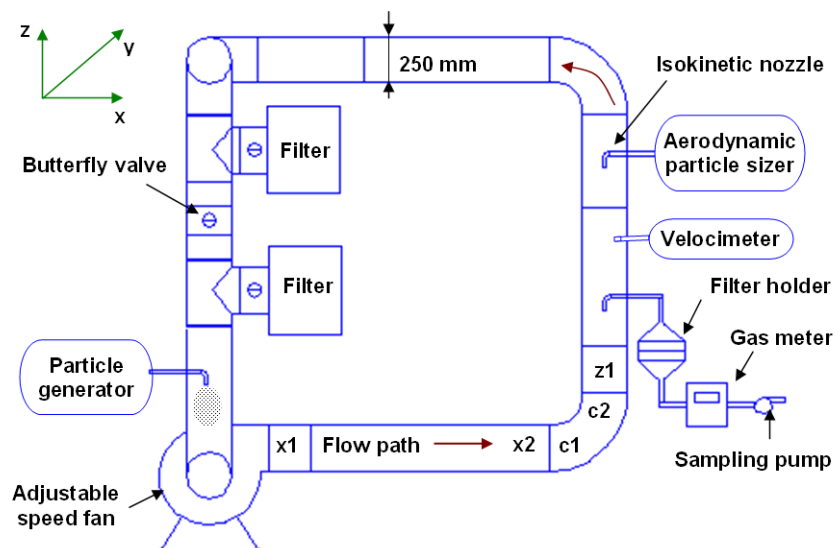 z
y
x
250 mm
Isokinetic nozzle
Aerodynamic
particle sizer
Butterfly valve
Filter
Velocimeter
Filter
Filter holder
Gas meter
Particle
generator
z1
c2
x1
Flow path
x2
c1
Sampling pump
Adjustable
speed fan